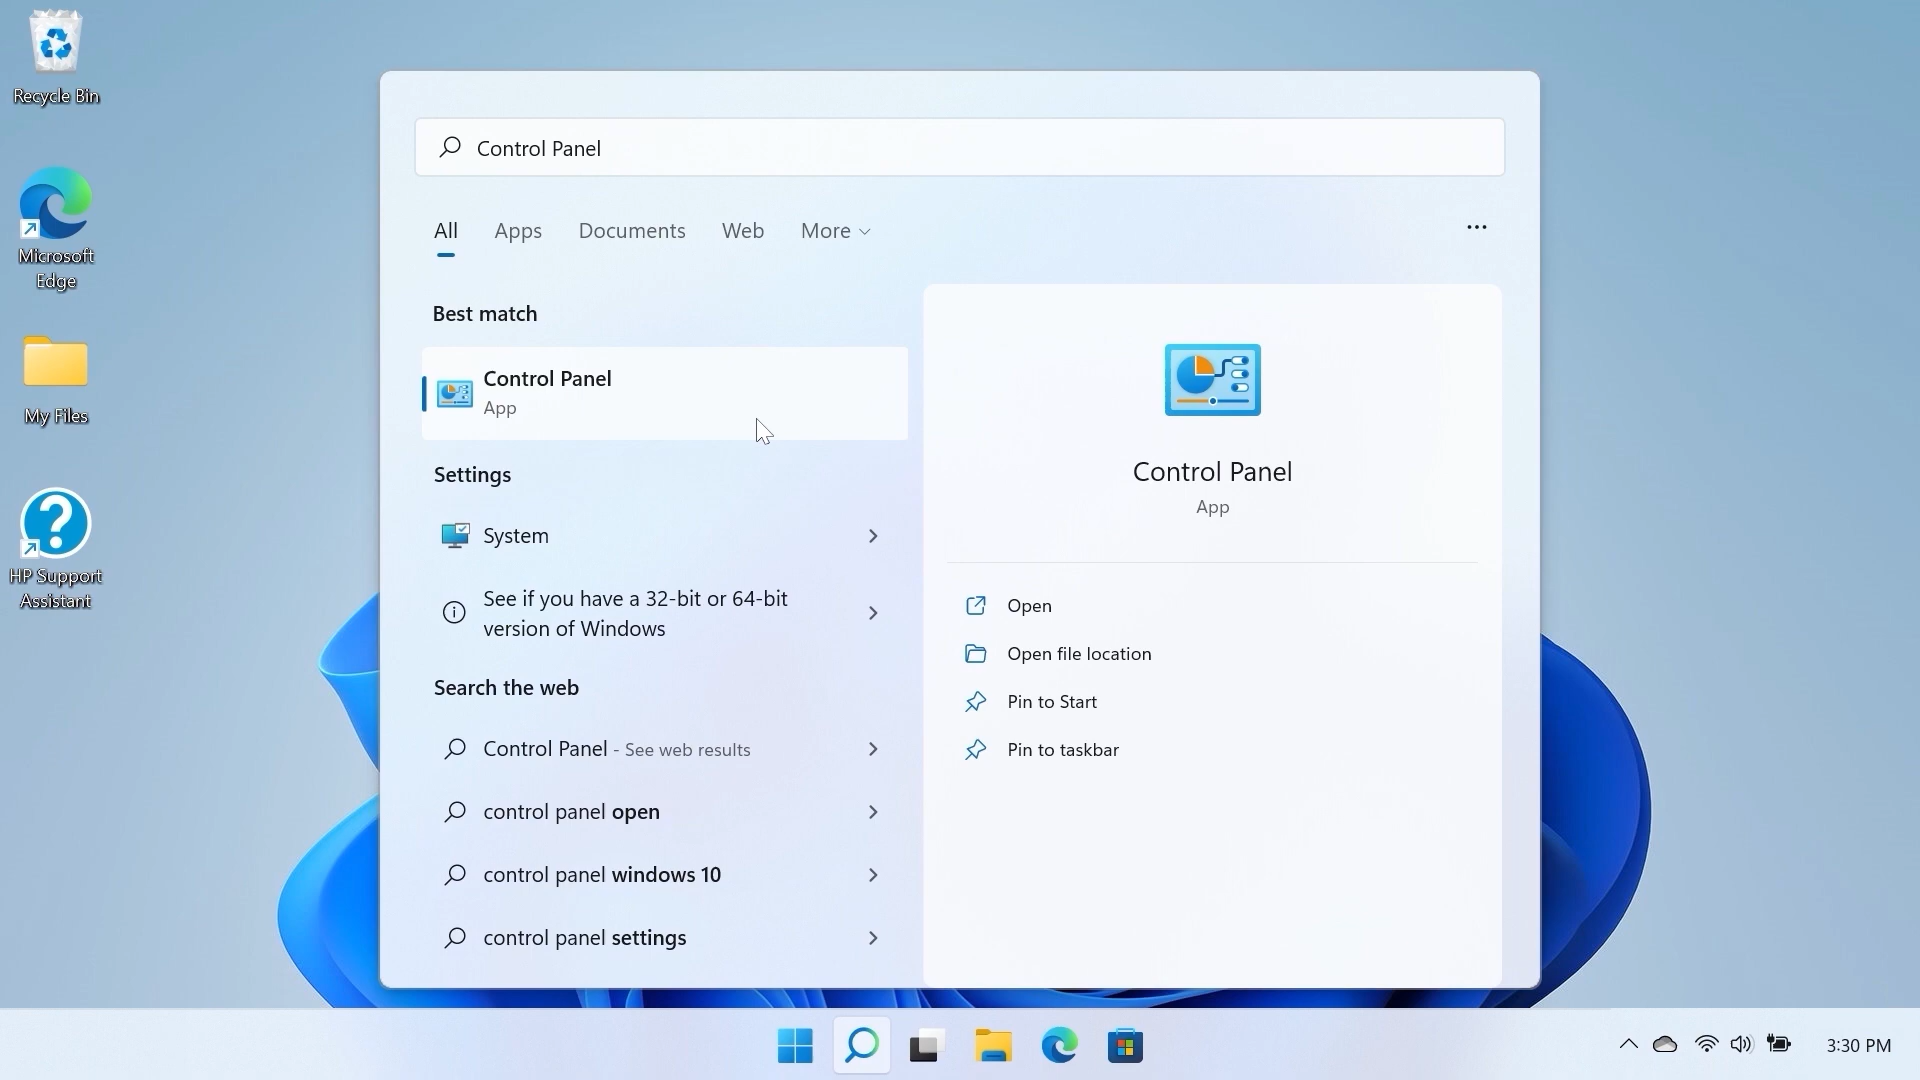 Recycle Bin
Microsoft
Edge
My Files
HP Support
Assistant
Control Panel
All Apps Documents Web More
Best match
Control Panel
App
Settings
System
See if you have a 32-bit or 64-bit
version of Windows
Search the web
Control Panel - See web results
control panel open
control panel windows 10
control panel settings
Control Panel
App
Open
Open file location
Pin to Start
Pin to taskbar
3:30 PM